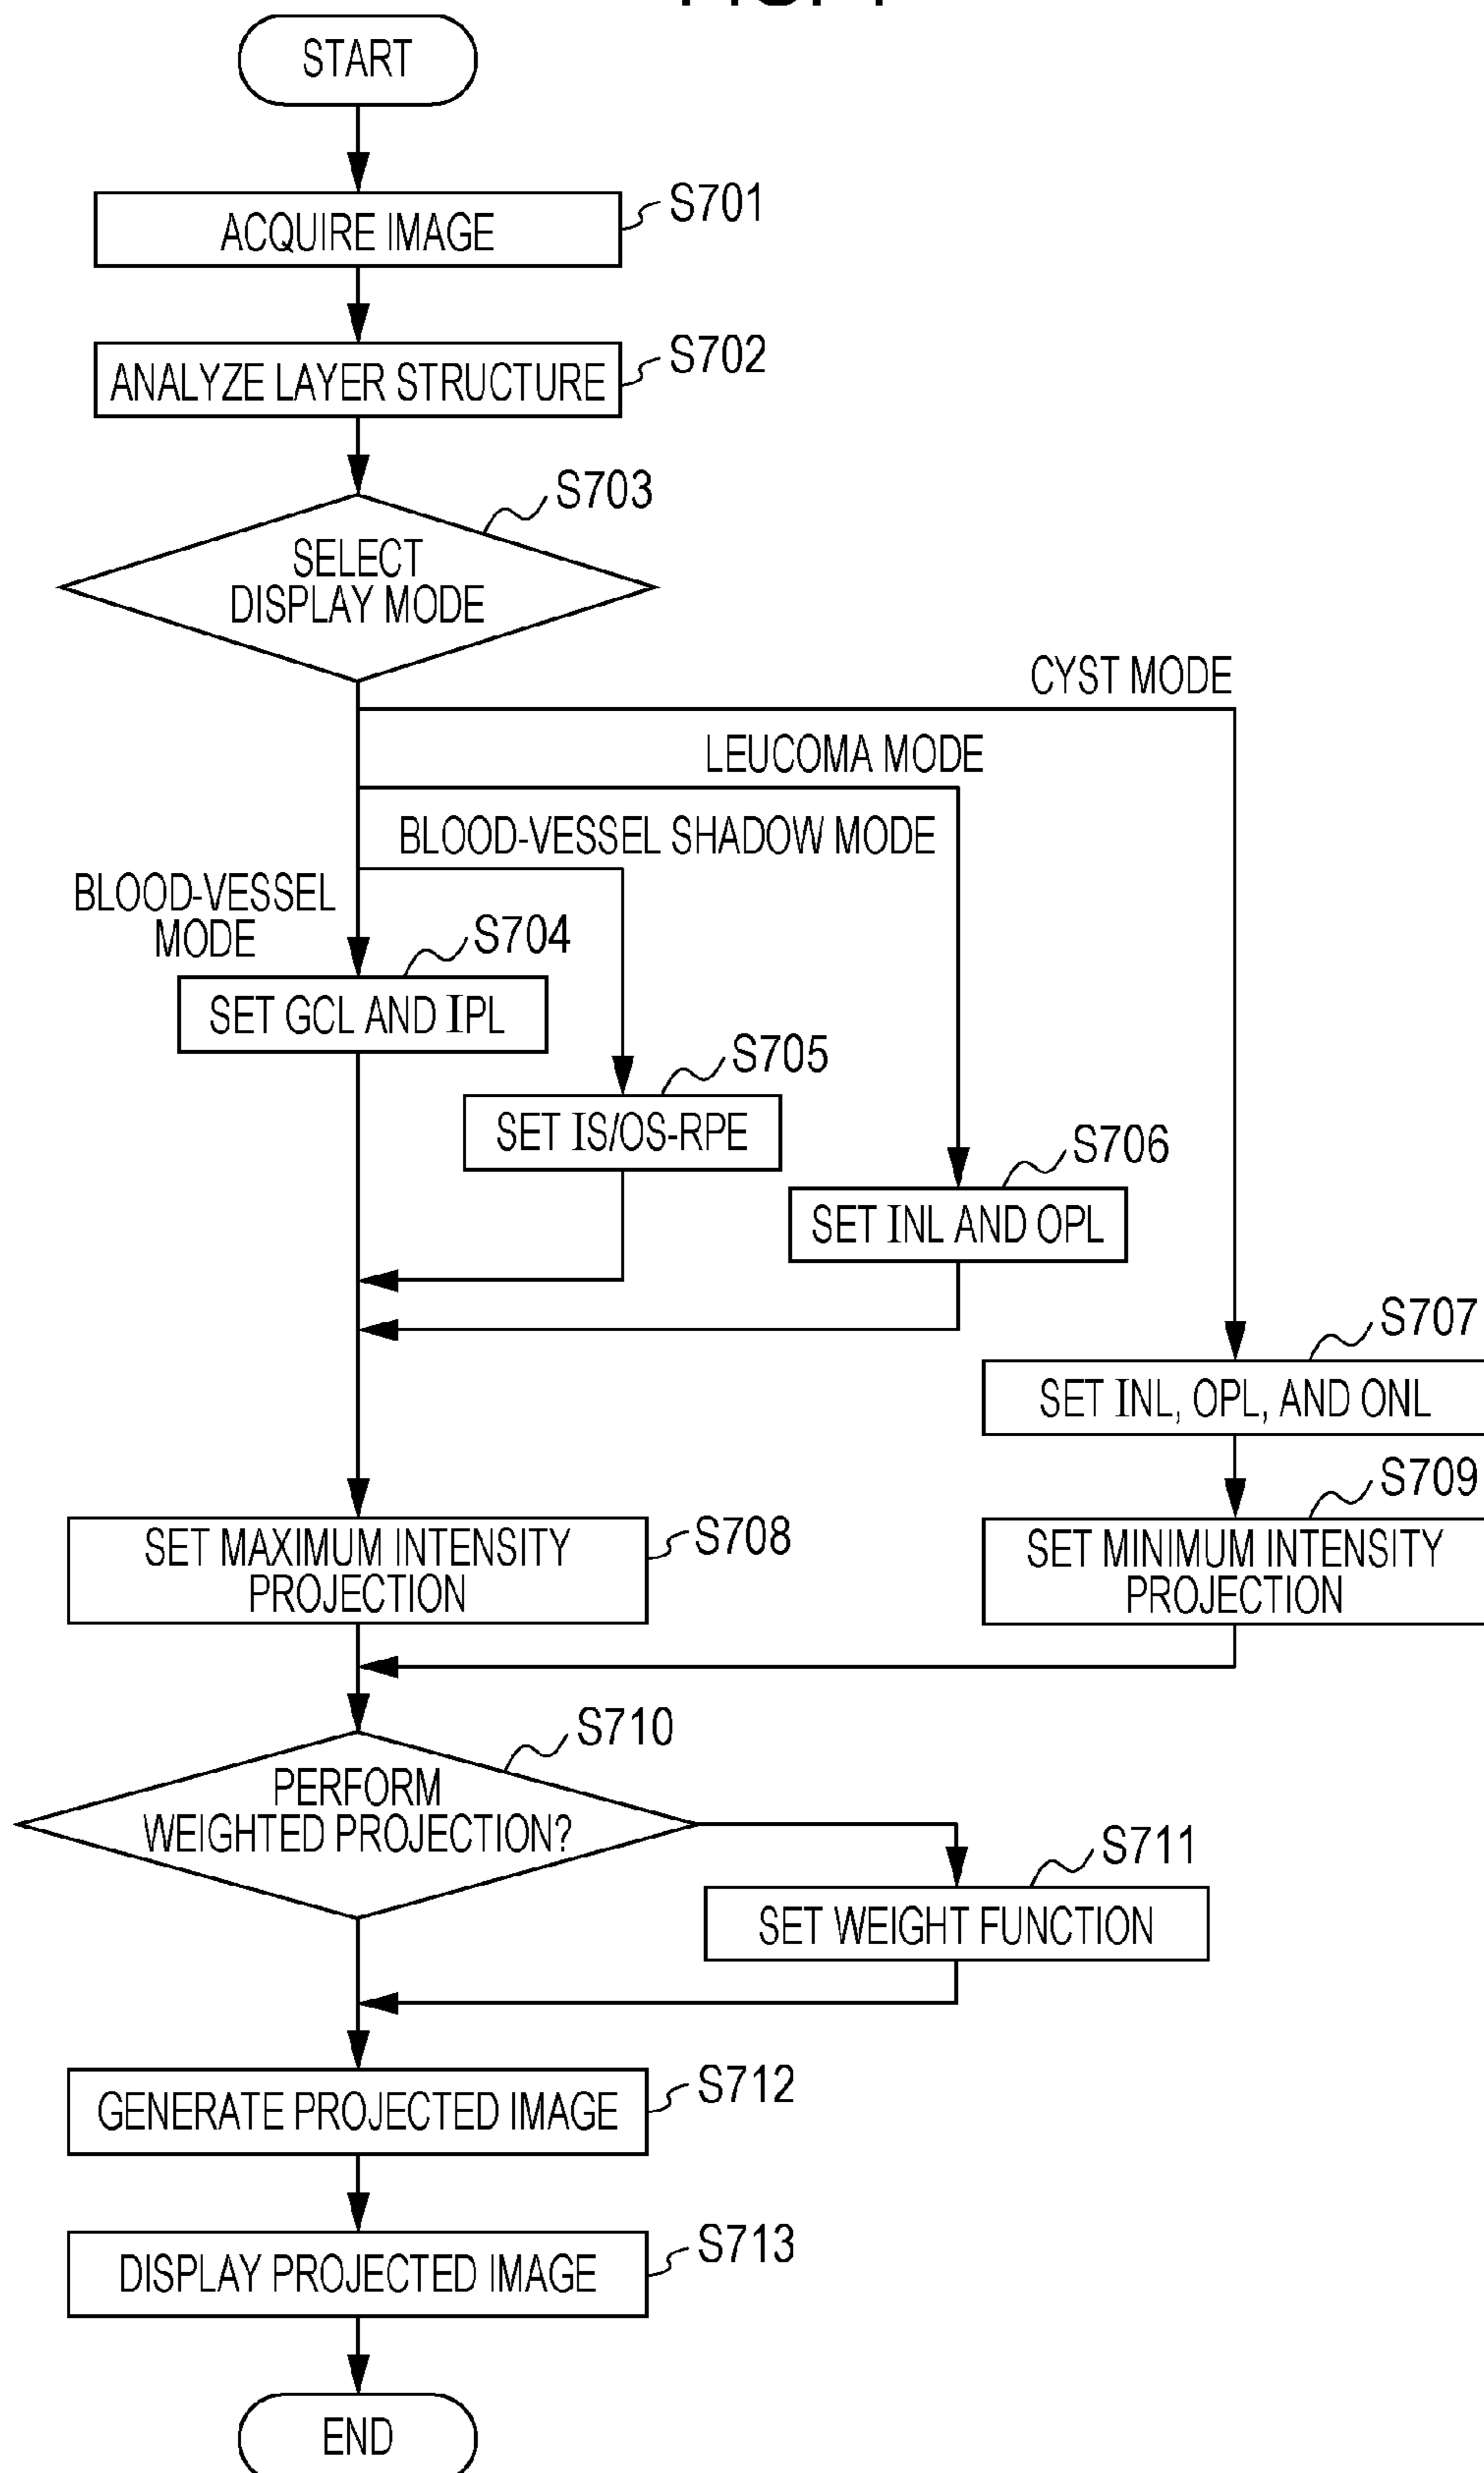 START
S701
ACQUIRE IMAGE
S702
ANALYZE LAYER STRUCTURE
S703
SELECT
DISPLAY MODE
CYST MODE
LEUCOMA MODE
BLOOD-VESSEL SHADOW MODE
BLOOD-VESSEL
MODE
S704
SET GCL AND IPL
S705
SET IS/OS-RPE
S706
SET INL AND OPL
S707
SET INL, OPL, AND ONL
S708
SET MAXIMUM INTENSITY
PROJECTION
S709
SET MINIMUM INTENSITY
PROJECTION
S710
PERFORM
WEIGHTED PROJECTION?
S711
SET WEIGHT FUNCTION
S712
GENERATE PROJECTED IMAGE
S713
DISPLAY PROJECTED IMAGE
END